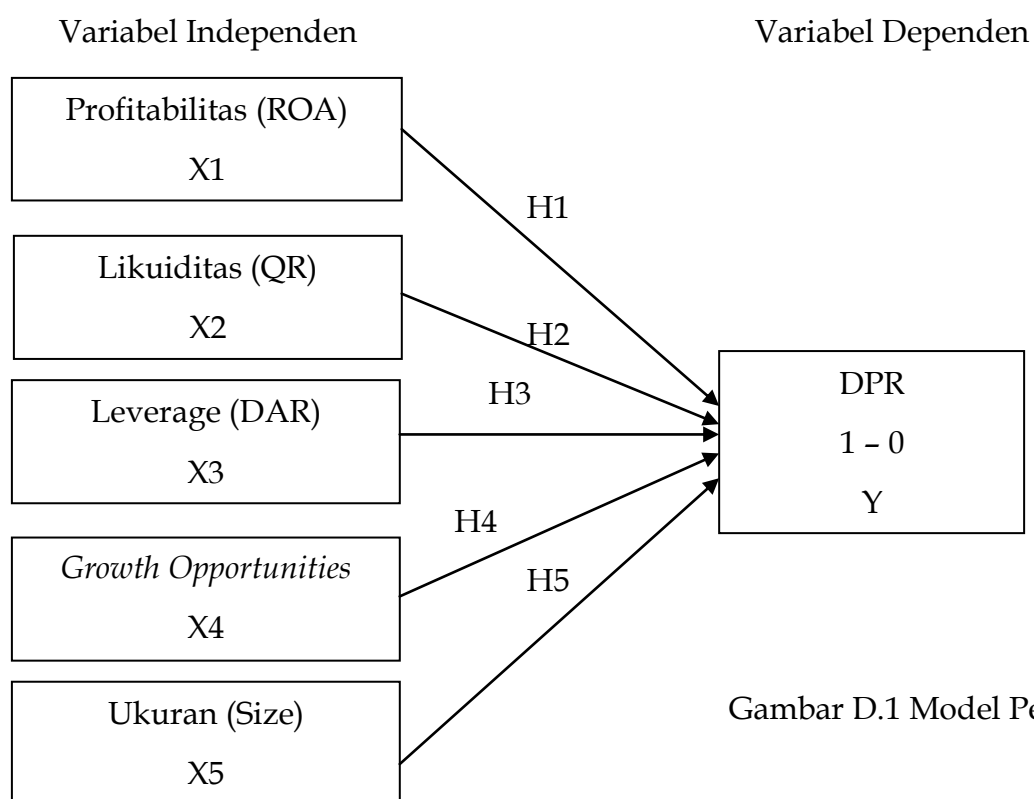 Variabel Independen
Variabel Dependen
Profitabilitas (ROA)
X1
H1
Likuiditas (QR)
X2
H2
Leverage (DAR)
X3
H3
DPR
1 – 0
Y
Growth Opportunities
X4
H4
H5
Ukuran (Size)
X5
Gambar D.1 Model Pe